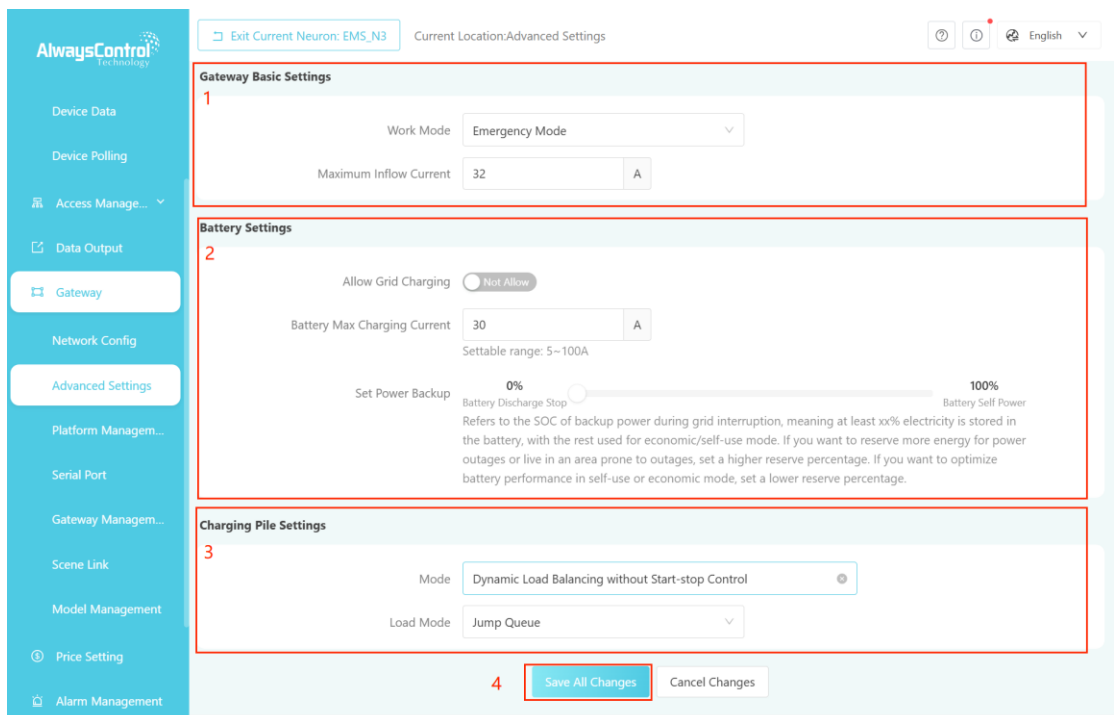 AlwaysControl
Technology
Exit Current Neuron: EMS_N3
Current Location:Advanced Settings
English
Device Data
Device Polling
Access Manage...
Data Output
Gateway
Network Config
Advanced Settings
Platform Managem...
Serial Port
Gateway Managem...
Scene Link
Model Management
Price Setting
Alarm Management
Gateway Basic Settings
1
Work Mode
Emergency Mode
Maximum Inflow Current
32
A
Battery Settings
2
Allow Grid Charging
Not Allow
Battery Max Charging Current
30
A
Settable range: 5~100A
Set Power Backup
0%
100%
Battery Discharge Stop
Battery Self Power
Refers to the SOC of backup power during grid interruption, meaning at least xx% electricity is stored in
the battery, with the rest used for economic/self-use mode. If you want to reserve more energy for power
outages or live in an area prone to outages, set a higher reserve percentage. If you want to optimize
battery performance in self-use or economic mode, set a lower reserve percentage.
Charging Pile Settings
3
Mode
Dynamic Load Balancing without Start-stop Control
Load Mode
Jump Queue
4
Save All Changes
Cancel Changes